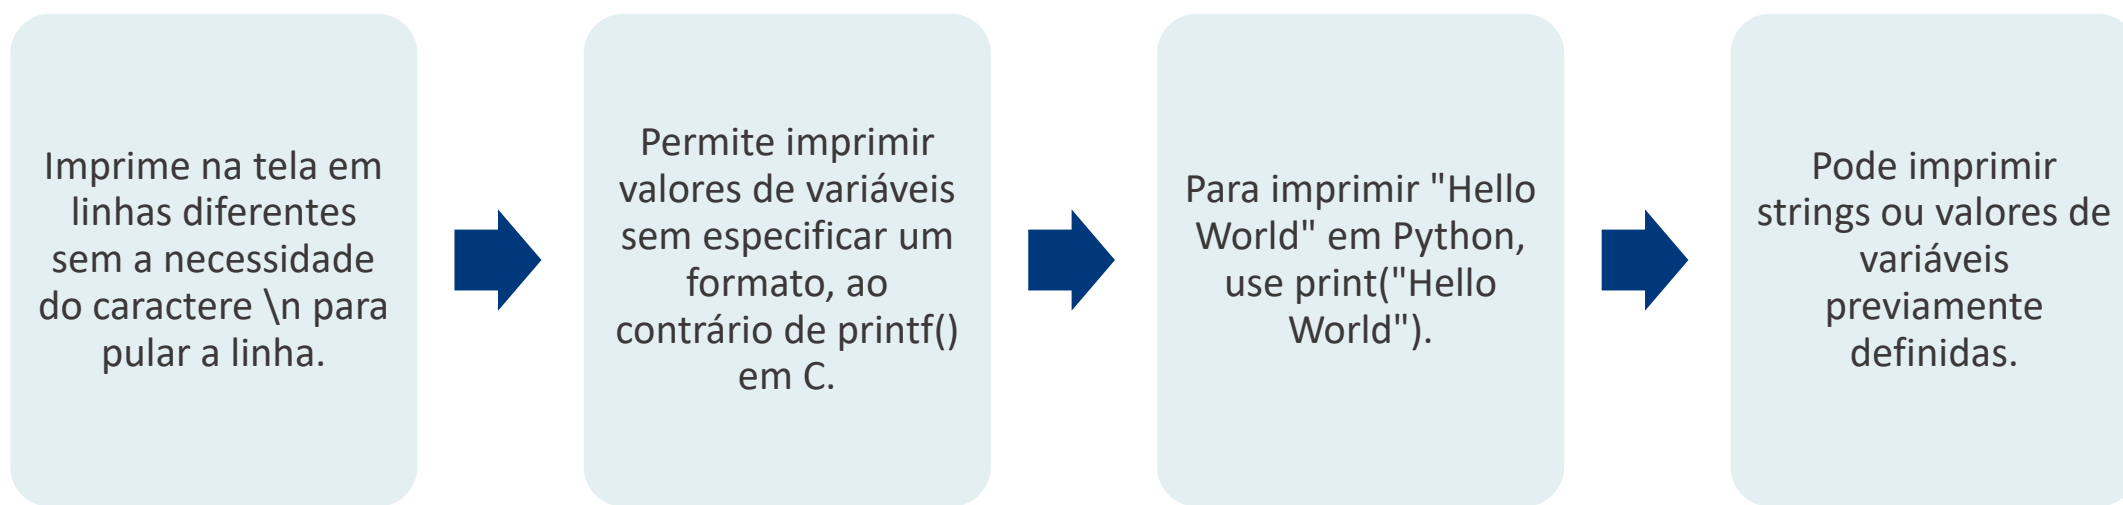 Imprime na tela em
linhas diferentes
sem a necessidade
do caractere \n para
pular a linha.
Permite imprimir
valores de variáveis
sem especificar um
formato, ao
contrário de printf()
em C.
Para imprimir "Hello
World" em Python,
use print("Hello
World").
Pode imprimir
strings ou valores de
variáveis
previamente
definidas.